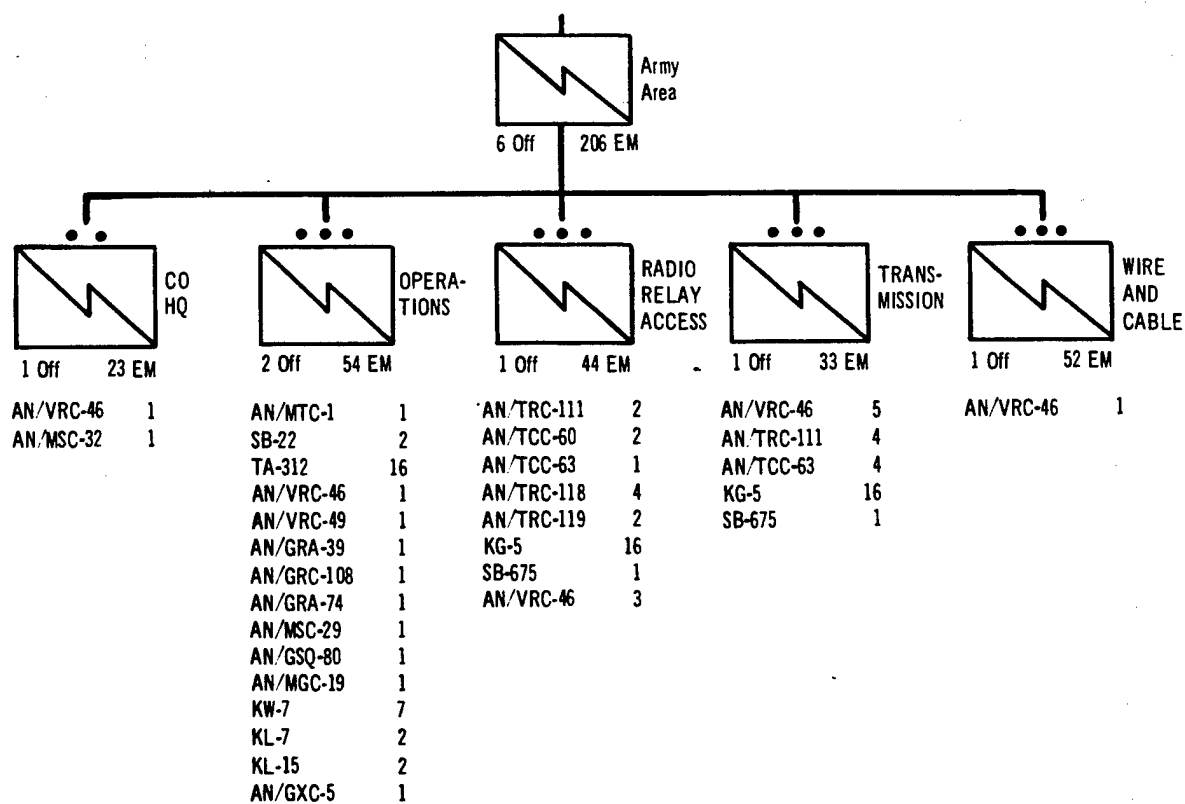 Army
Area
6 Off 206 EM
CO
HQ
1 Off 23 EM
AN/VRC-46 1
AN/MSC-32 1
OPERA-
TIONS
2 Off 54 EM
AN/MTC-1 1
SB-22 2
TA-312 16
AN/VRC-46 1
AN/VRC-49 1
AN/GRA-39 1
AN/GRC-108 1
AN/GRA-74 1
AN/MSC-29 1
AN/GSQ-80 1
AN/MGC-19 1
KW-7 7
KL-7 2
KL-15 2
AN/GXC-5 1
RADIO
RELAY
ACCESS
1 Off 44 EM
AN/TRC-111 2
AN/TCC-60 2
AN/TCC-63 1
AN/TRC-118 4
AN/TRC-119 2
KG-5 16
SB-675 1
AN/VRC-46 3
TRANS-
MISSION
1 Off 33 EM
AN/VRC-46 5
AN/TRC-111 4
AN/TCC-63 4
KG-5 16
SB-675 1
WIRE
AND
CABLE
1 Off 52 EM
AN/VRC-46 1